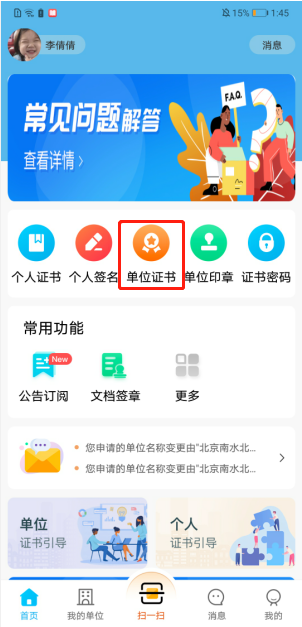 15% 1:45
李倩倩 消息
常见问题解答
F.A.Q.
查看详情
个人证书 个人签名 单位证书 单位印章 证书密码
常用功能
New
公告订阅 文档签章 更多
您申请的单位名称变更由"北京南水北...
您申请的单位名称变更由"北京南水北...
单位 个人
证书引导 证书引导
首页 我的单位 扫一扫 消息 我的